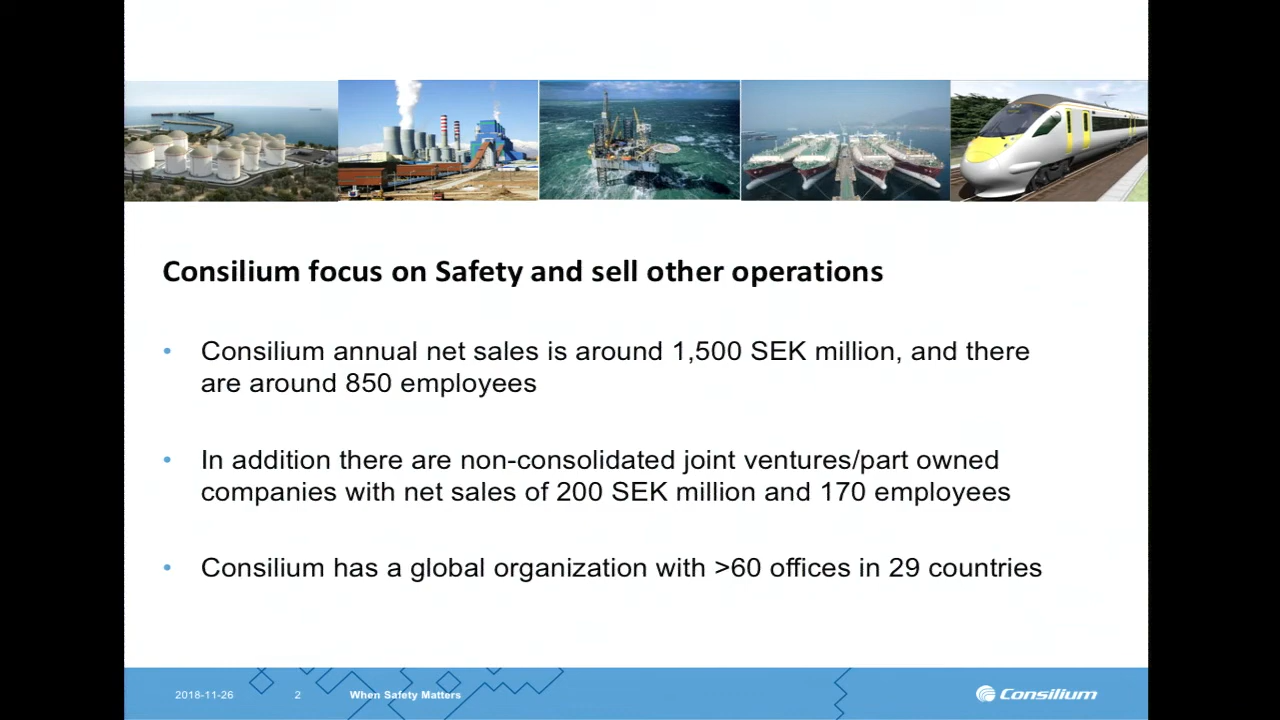 Consilium focus on Safety and sell other operations
• Consilium annual net sales is around 1,500 SEK million, and there
are around 850 employees
• In addition there are non-consolidated joint ventures/part owned
companies with net sales of 200 SEK million and 170 employees
• Consilium has a global organization with >60 offices in 29 countries
2018-11-26 2 When Safety Matters Consilium